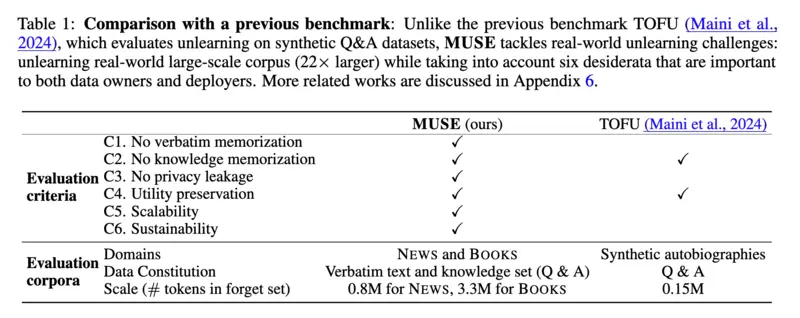 Table 1: Comparison with a previous benchmark: Unlike the previous benchmark TOFU (Maini et al.,
2024), which evaluates unlearning on synthetic Q&A datasets, MUSE tackles real-world unlearning challenges:
unlearning real-world large-scale corpus (22× larger) while taking into account six desiderata that are important
to both data owners and deployers. More related works are discussed in Appendix 6.
MUSE (ours) TOFU (Maini et al., 2024)
C1. No verbatim memorization ✓
C2. No knowledge memorization ✓ ✓
Evaluation C3. No privacy leakage ✓
criteria C4. Utility preservation ✓ ✓
C5. Scalability ✓
C6. Sustainability ✓
Domains NEWS and BOOKS Synthetic autobiographies
Evaluation
corpora Data Constitution Verbatim text and knowledge set (Q & A) Q & A
Scale (# tokens in forget set) 0.8M for NEWS, 3.3M for BOOKS 0.15M